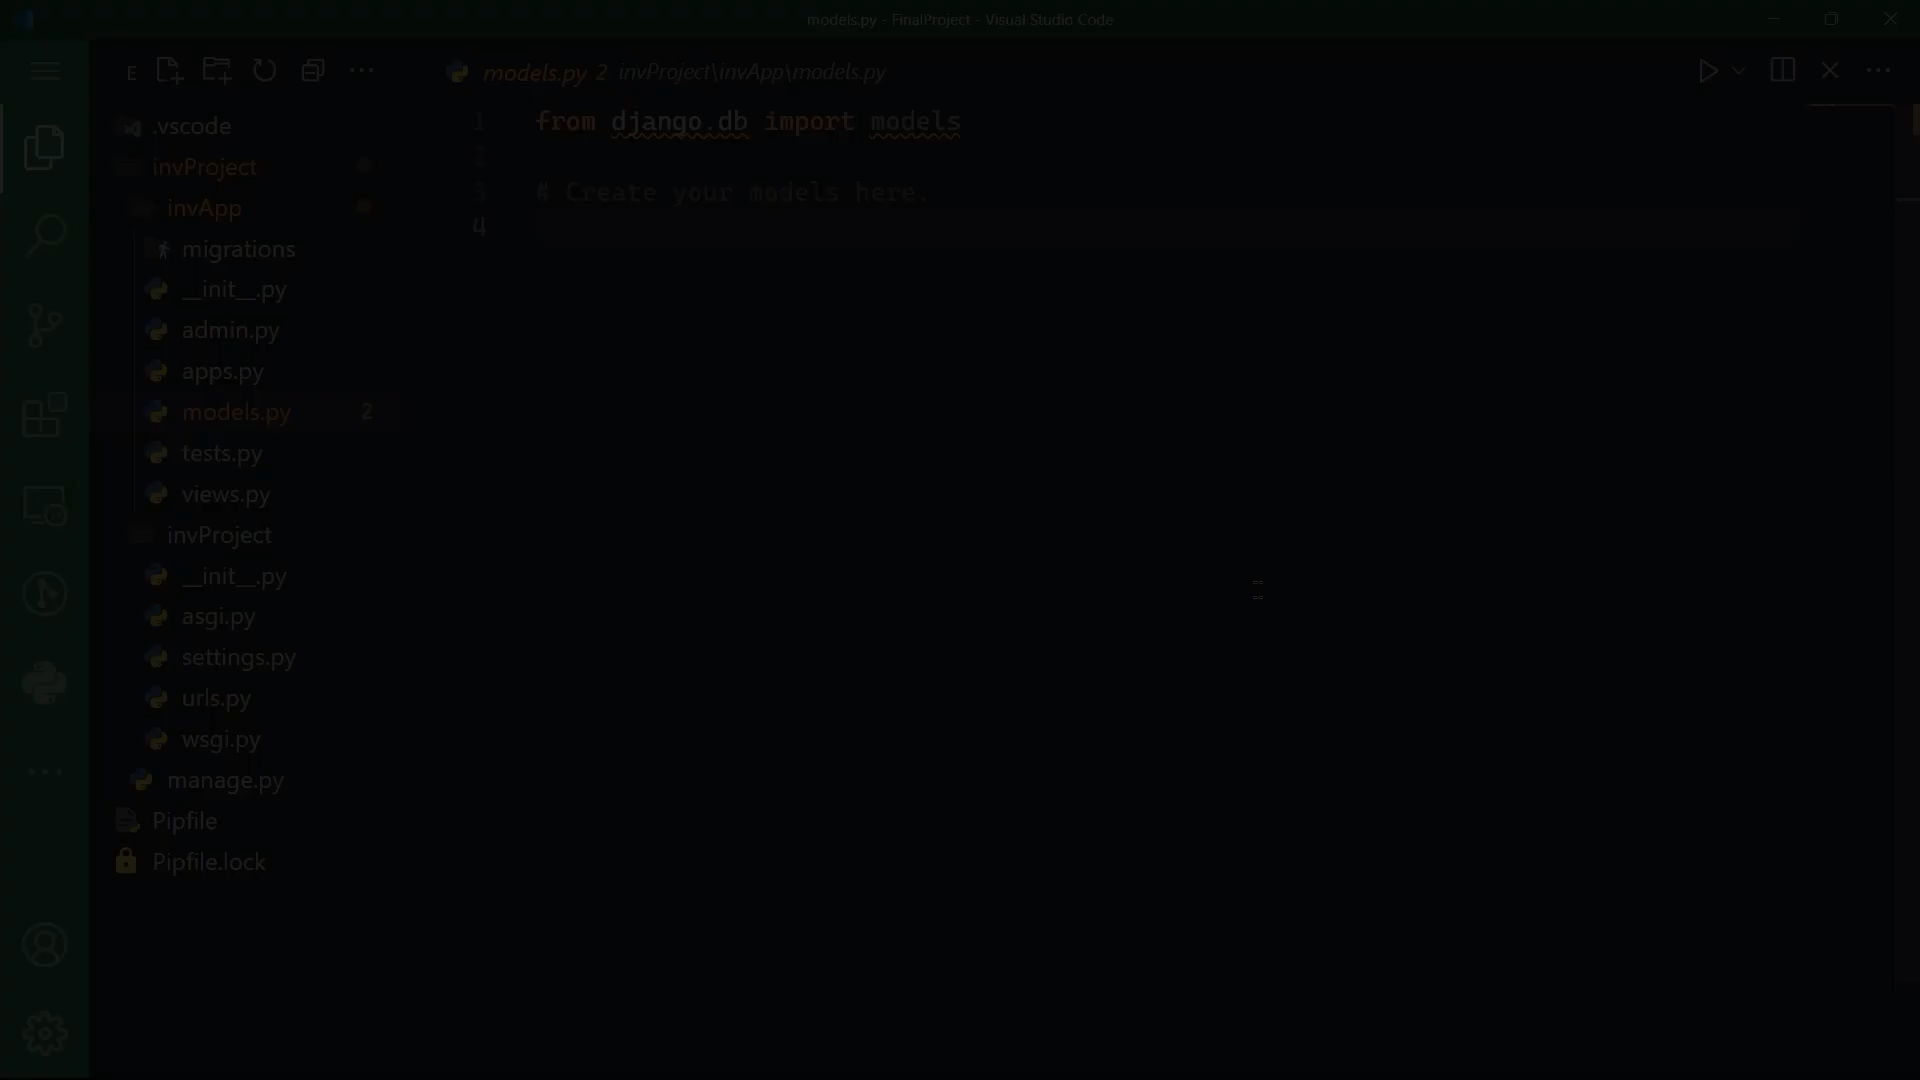 models.py - FinalProject - Visual Studio Code
E
models.py 2 invProject\invApp\models.py
.vscode
invProject
invApp
migrations
__init__.py
admin.py
apps.py
models.py 2
tests.py
views.py
invProject
__init__.py
asgi.py
settings.py
urls.py
wsgi.py
manage.py
Pipfile
Pipfile.lock
1 from django.db import models
2
3 # Create your models here.
4